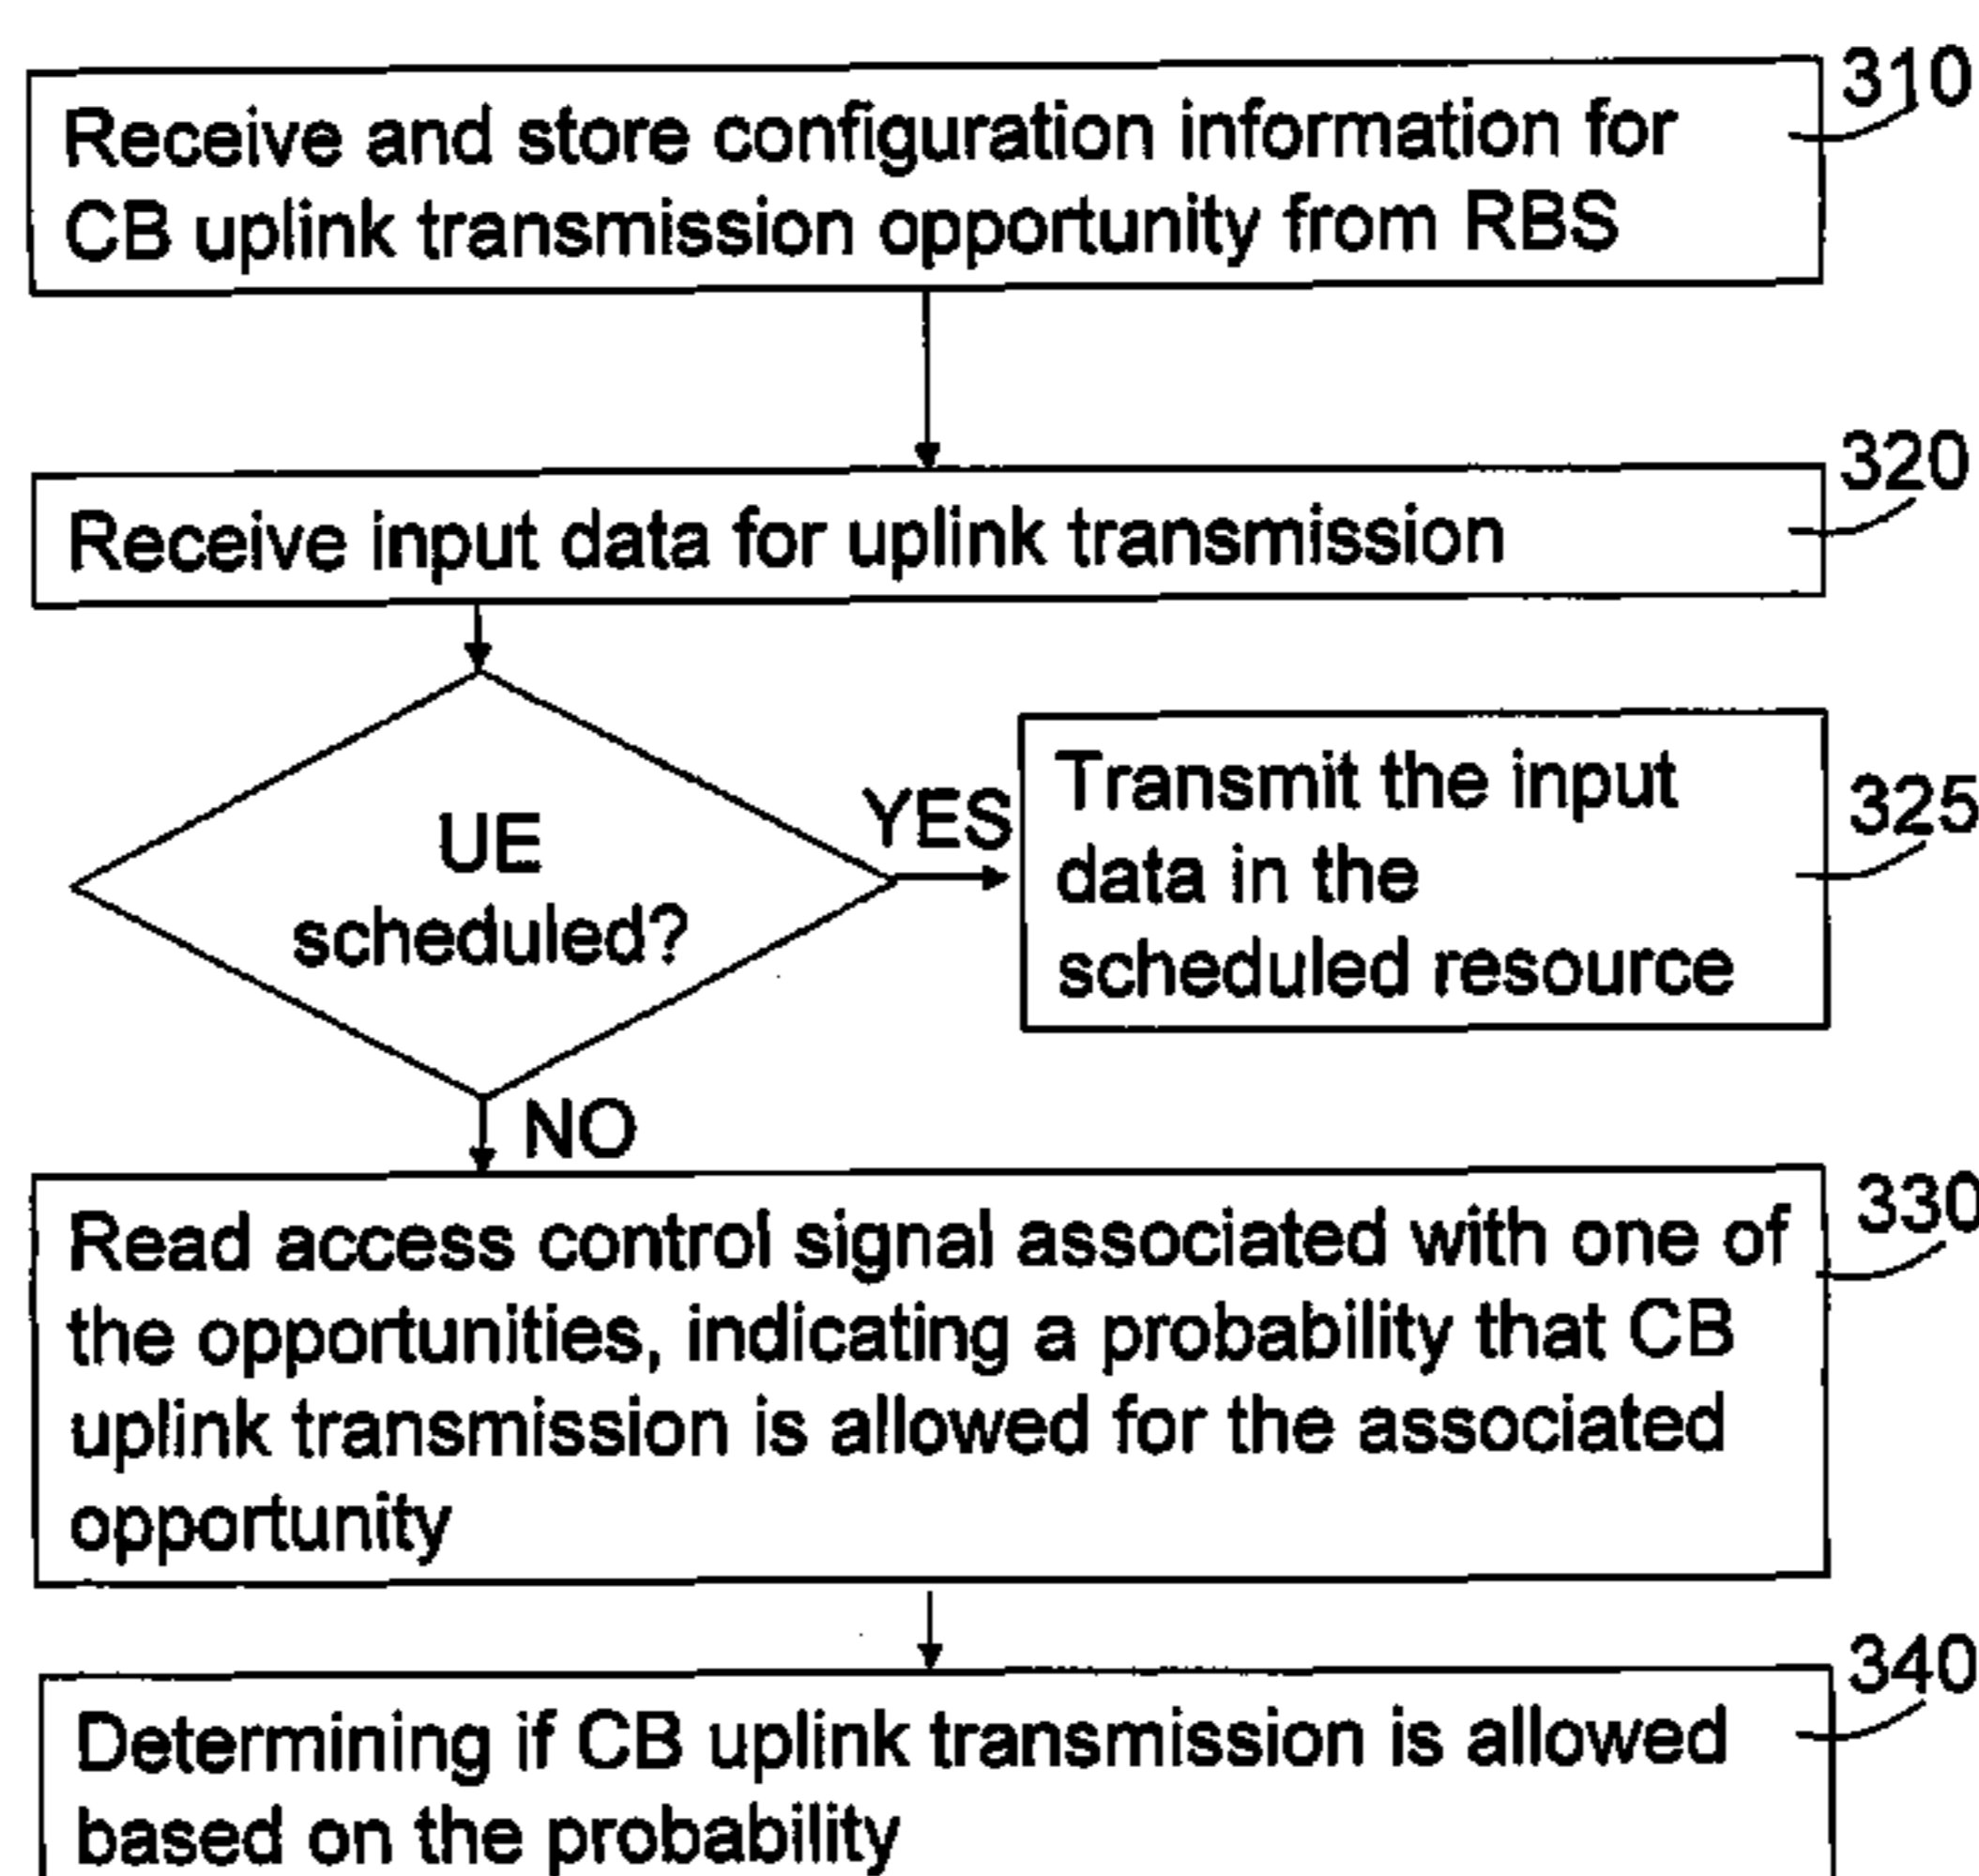 310
Receive and store configuration information for
CB uplink transmission opportunity from RBS
320
Receive input data for uplink transmission
UE
scheduled?
YES
Transmit the input
data in the
scheduled resource
325
NO
330
Read access control signal associated with one of
the opportunities, indicating a probability that CB
uplink transmission is allowed for the associated
opportunity
340
Determining if CB uplink transmission is allowed
based on the probability